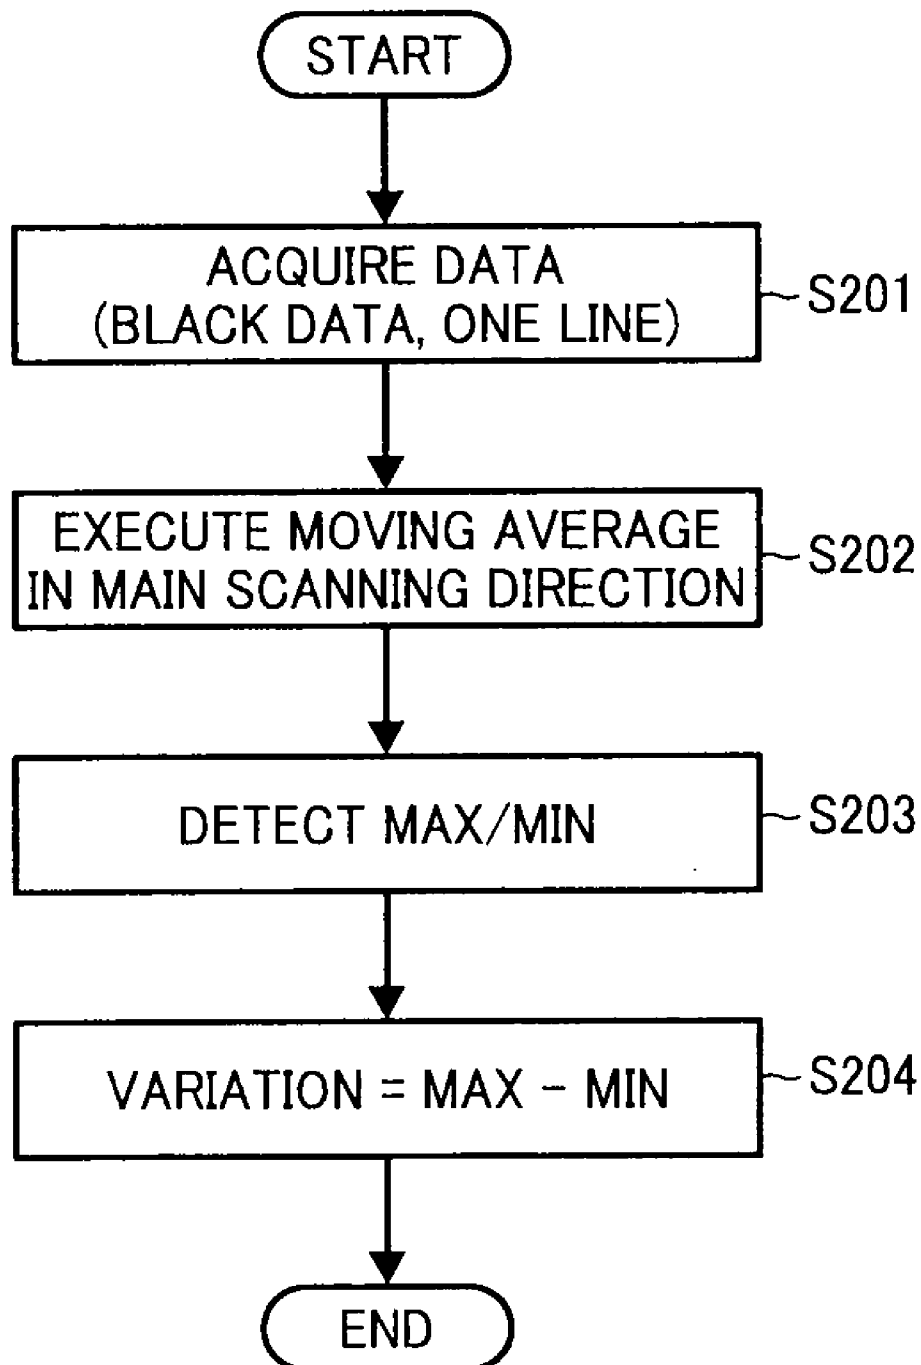 START
ACQUIRE DATA
(BLACK DATA, ONE LINE)
S201
EXECUTE MOVING AVERAGE
IN MAIN SCANNING DIRECTION
S202
DETECT MAX/MIN
S203
VARIATION = MAX - MIN
S204
END